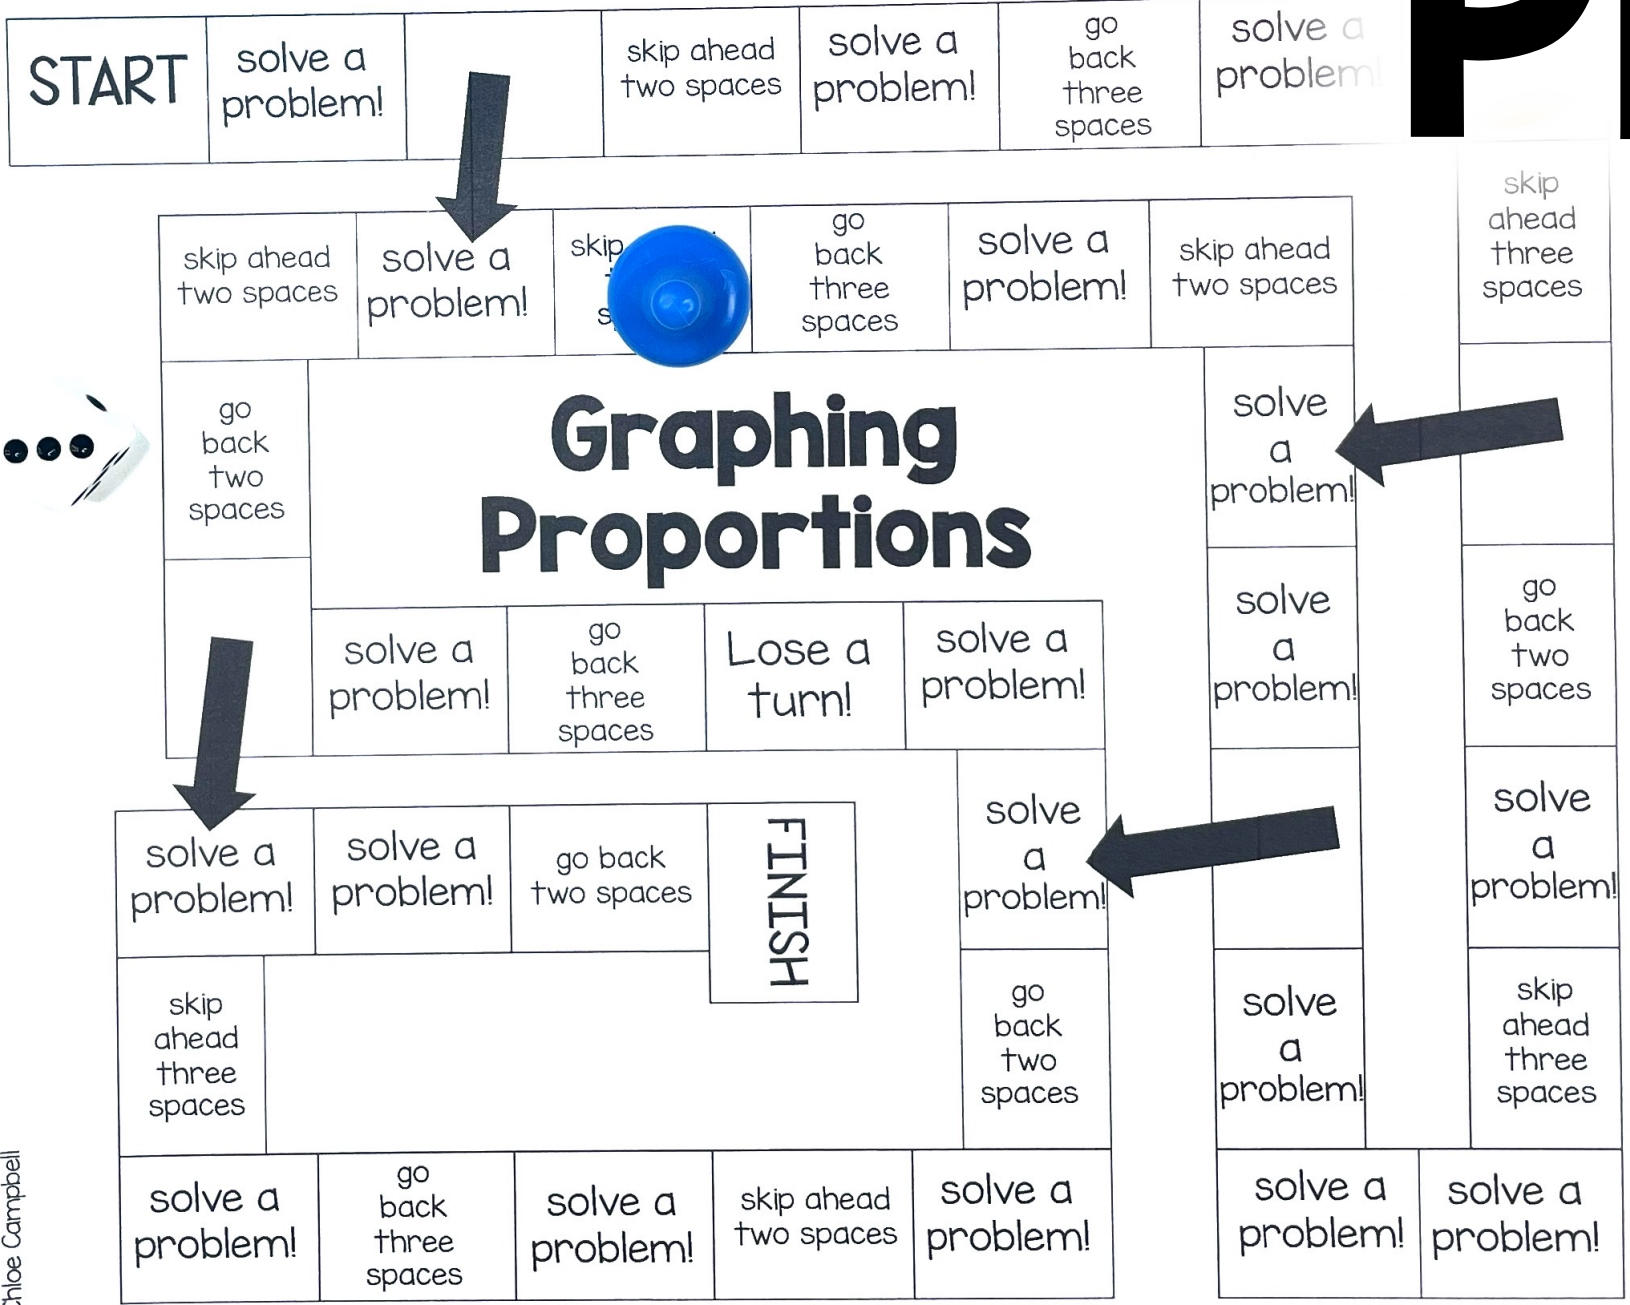 START
solve a
problem!
skip ahead
two spaces
solve a
problem!
go
back
three
spaces
solve a
problem
skip
ahead
three
spaces
skip ahead
two spaces
solve a
problem!
skip
go
back
three
spaces
solve a
problem!
skip ahead
two spaces
go
back
two
spaces
Graphing
Proportions
solve
a
problem!
solve
a
problem!
go
back
two
spaces
solve a
problem!
go
back
three
spaces
Lose a
turn!
solve a
problem!
solve a
problem!
solve a
problem!
go back
two spaces
FINISH
solve
a
problem!
solve
a
problem!
skip
ahead
three
spaces
go
back
two
spaces
solve
a
problem!
skip
ahead
three
spaces
solve a
problem!
go
back
three
spaces
solve a
problem!
skip ahead
two spaces
solve a
problem!
solve a
problem!
solve a
problem!
Campbell